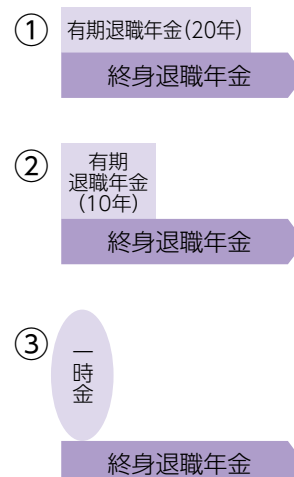 ①
有期退職年金(20年)
終身退職年金
②
有期
退職年金
(10年)
終身退職年金
③
一時金
終身退職年金